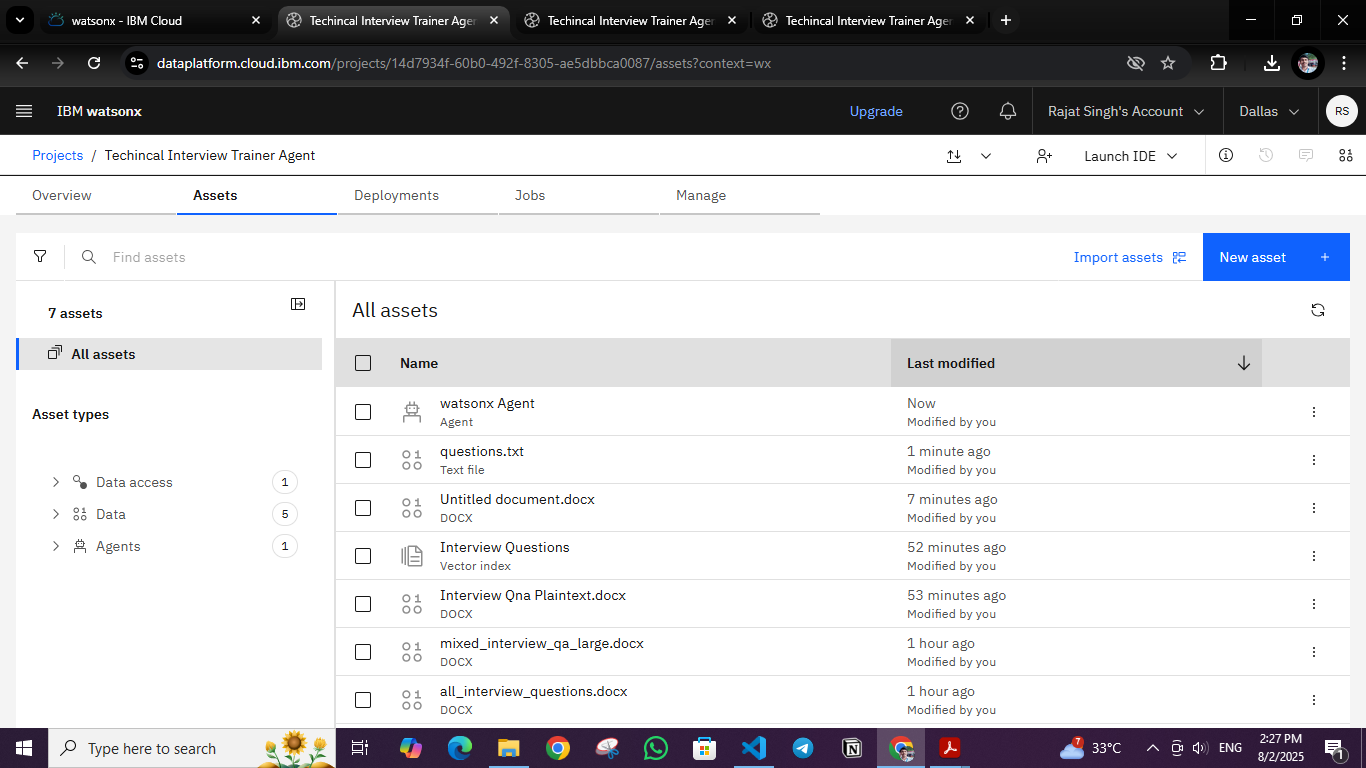 watsonx - IBM Cloud
Techincal Interview Trainer Agen
Techincal Interview Trainer Agen
Techincal Interview Trainer Agen
dataplatform.cloud.ibm.com/projects/14d7934f-60b0-492f-8305-ae5dbbca0087/assets?context=wx
IBM watsonx
Upgrade
Rajat Singh's Account
Dallas
RS
Projects / Techincal Interview Trainer Agent
Launch IDE
Overview
Assets
Deployments
Jobs
Manage
Find assets
Import assets
New asset +
7 assets
All assets
Asset types
Data access 1
Data 5
Agents 1
All assets
Name Last modified
watsonx Agent Now
Agent Modified by you
questions.txt 1 minute ago
Text file Modified by you
Untitled document.docx 7 minutes ago
DOCX Modified by you
Interview Questions 52 minutes ago
Vector index Modified by you
Interview Qna Plaintext.docx 53 minutes ago
DOCX Modified by you
mixed_interview_qa_large.docx 1 hour ago
DOCX Modified by you
all_interview_questions.docx 1 hour ago
DOCX Modified by you
Type here to search
7
33°C
ENG
2:27 PM
8/2/2025
1